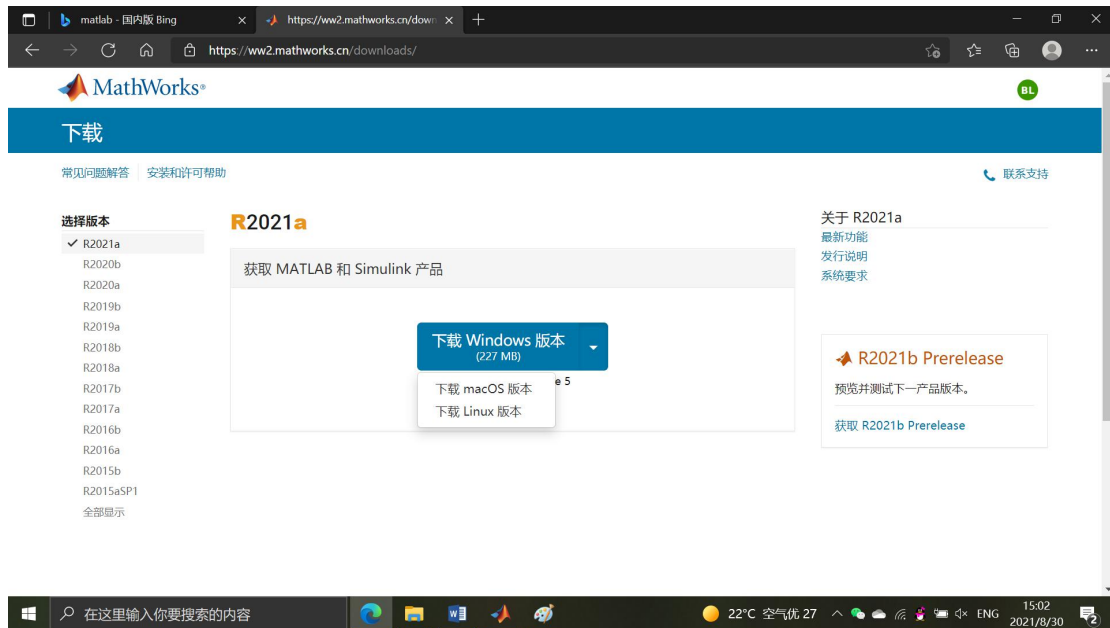 matlab - 国内版 Bing
https://ww2.mathworks.cn/down
https://ww2.mathworks.cn/downloads/
MathWorks®
BL
下载
常见问题解答 安装和许可帮助
联系支持
选择版本
R2021a
R2020b
R2020a
R2019b
R2019a
R2018b
R2018a
R2017b
R2017a
R2016b
R2016a
R2015b
R2015aSP1
全部显示
R2021a
获取 MATLAB 和 Simulink 产品
下载 Windows 版本
(227 MB)
e 5
下载 macOS 版本
下载 Linux 版本
关于 R2021a
最新功能
发行说明
系统要求
R2021b Prerelease
预览并测试下一产品版本。
获取 R2021b Prerelease
在这里输入你要搜索的内容
22°C 空气优 27
ENG
15:02
2021/8/30
2